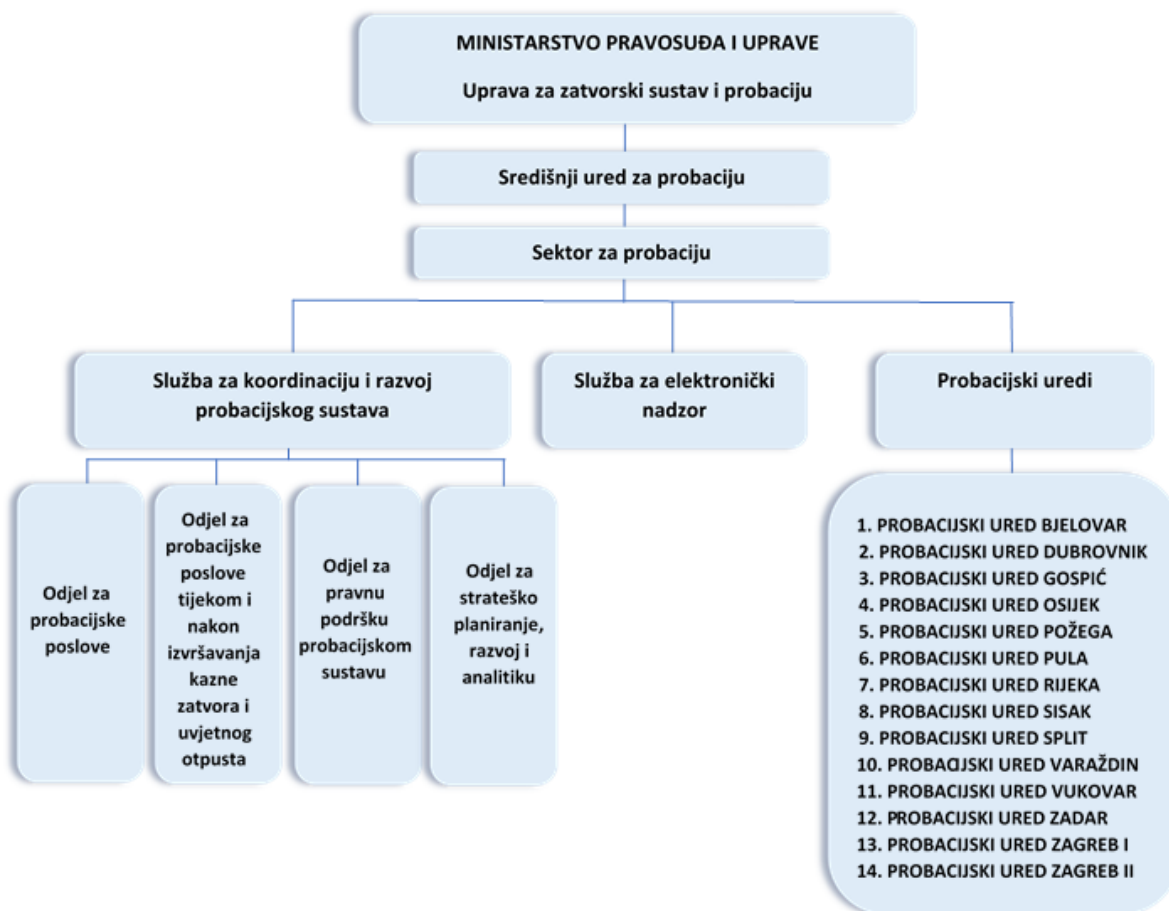 MINISTARSTVO PRAVOSUĐA I UPRAVE
Uprava za zatvorski sustav i probaciju
Središnji ured za probaciju
Sektor za probaciju
Služba za koordinaciju i razvoj
probacijskog sustava
Služba za elektronički
nadzor
Probacijski uredi
Odjel za
probacijske
poslove
Odjel za
probacijske
poslove
tijekom i
nakon
izvršavanja
kazne
zatvora i
uvjetnog
otpusta
Odjel za
pravnu
podršku
probacijskom
sustavu
Odjel za
strateško
planiranje,
razvoj i
analitiku
1. PROBACIJSKI URED BJELOVAR
2. PROBACIJSKI URED DUBROVNIK
3. PROBACIJSKI URED GOSPIĆ
4. PROBACIJSKI URED OSIJEK
5. PROBACIJSKI URED POŽEGA
6. PROBACIJSKI URED PULA
7. PROBACIJSKI URED RIJEKA
8. PROBACIJSKI URED SISAK
9. PROBACIJSKI URED SPLIT
10. PROBACIJSKI URED VARAŽDIN
11. PROBACIJSKI URED VUKOVAR
12. PROBACIJSKI URED ZADAR
13. PROBACIJSKI URED ZAGREB I
14. PROBACIJSKI URED ZAGREB II